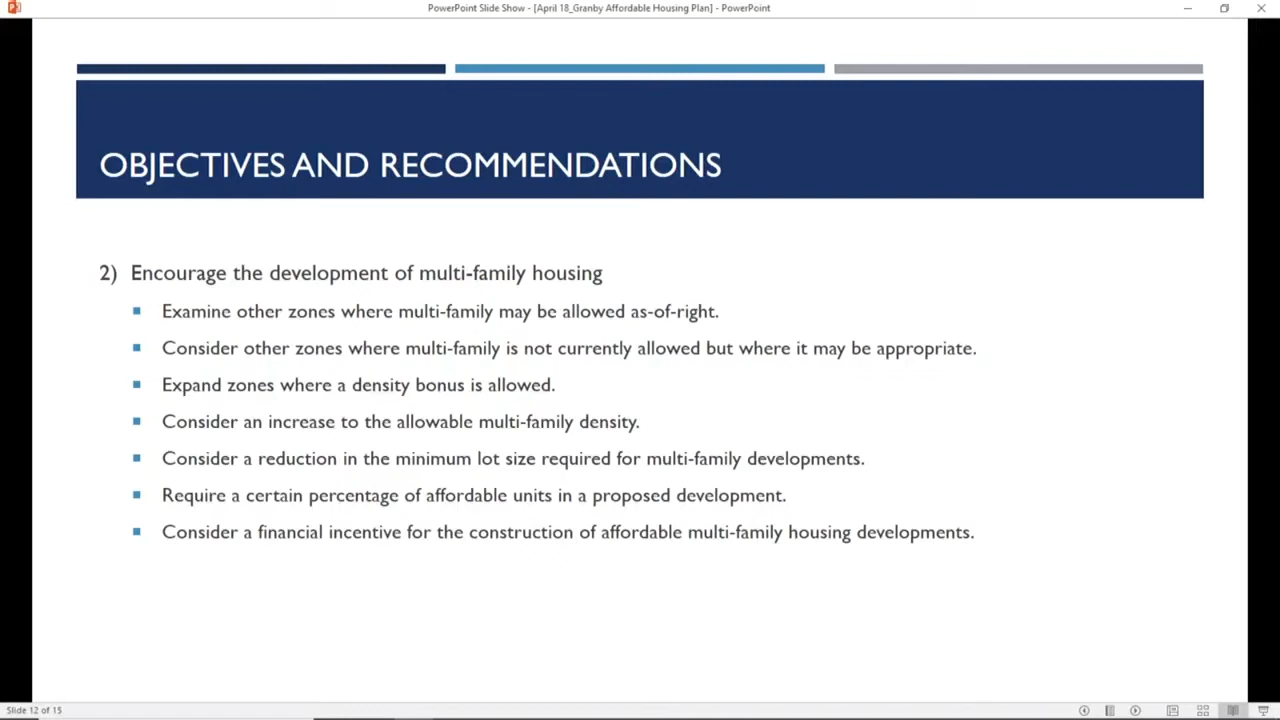 PowerPoint Slide Show - [April 18_Granby Affordable Housing Plan] - PowerPoint
OBJECTIVES AND RECOMMENDATIONS
2) Encourage the development of multi-family housing
▪ Examine other zones where multi-family may be allowed as-of-right.
▪ Consider other zones where multi-family is not currently allowed but where it may be appropriate.
▪ Expand zones where a density bonus is allowed.
▪ Consider an increase to the allowable multi-family density.
▪ Consider a reduction in the minimum lot size required for multi-family developments.
▪ Require a certain percentage of affordable units in a proposed development.
▪ Consider a financial incentive for the construction of affordable multi-family housing developments.
Slide 12 of 15